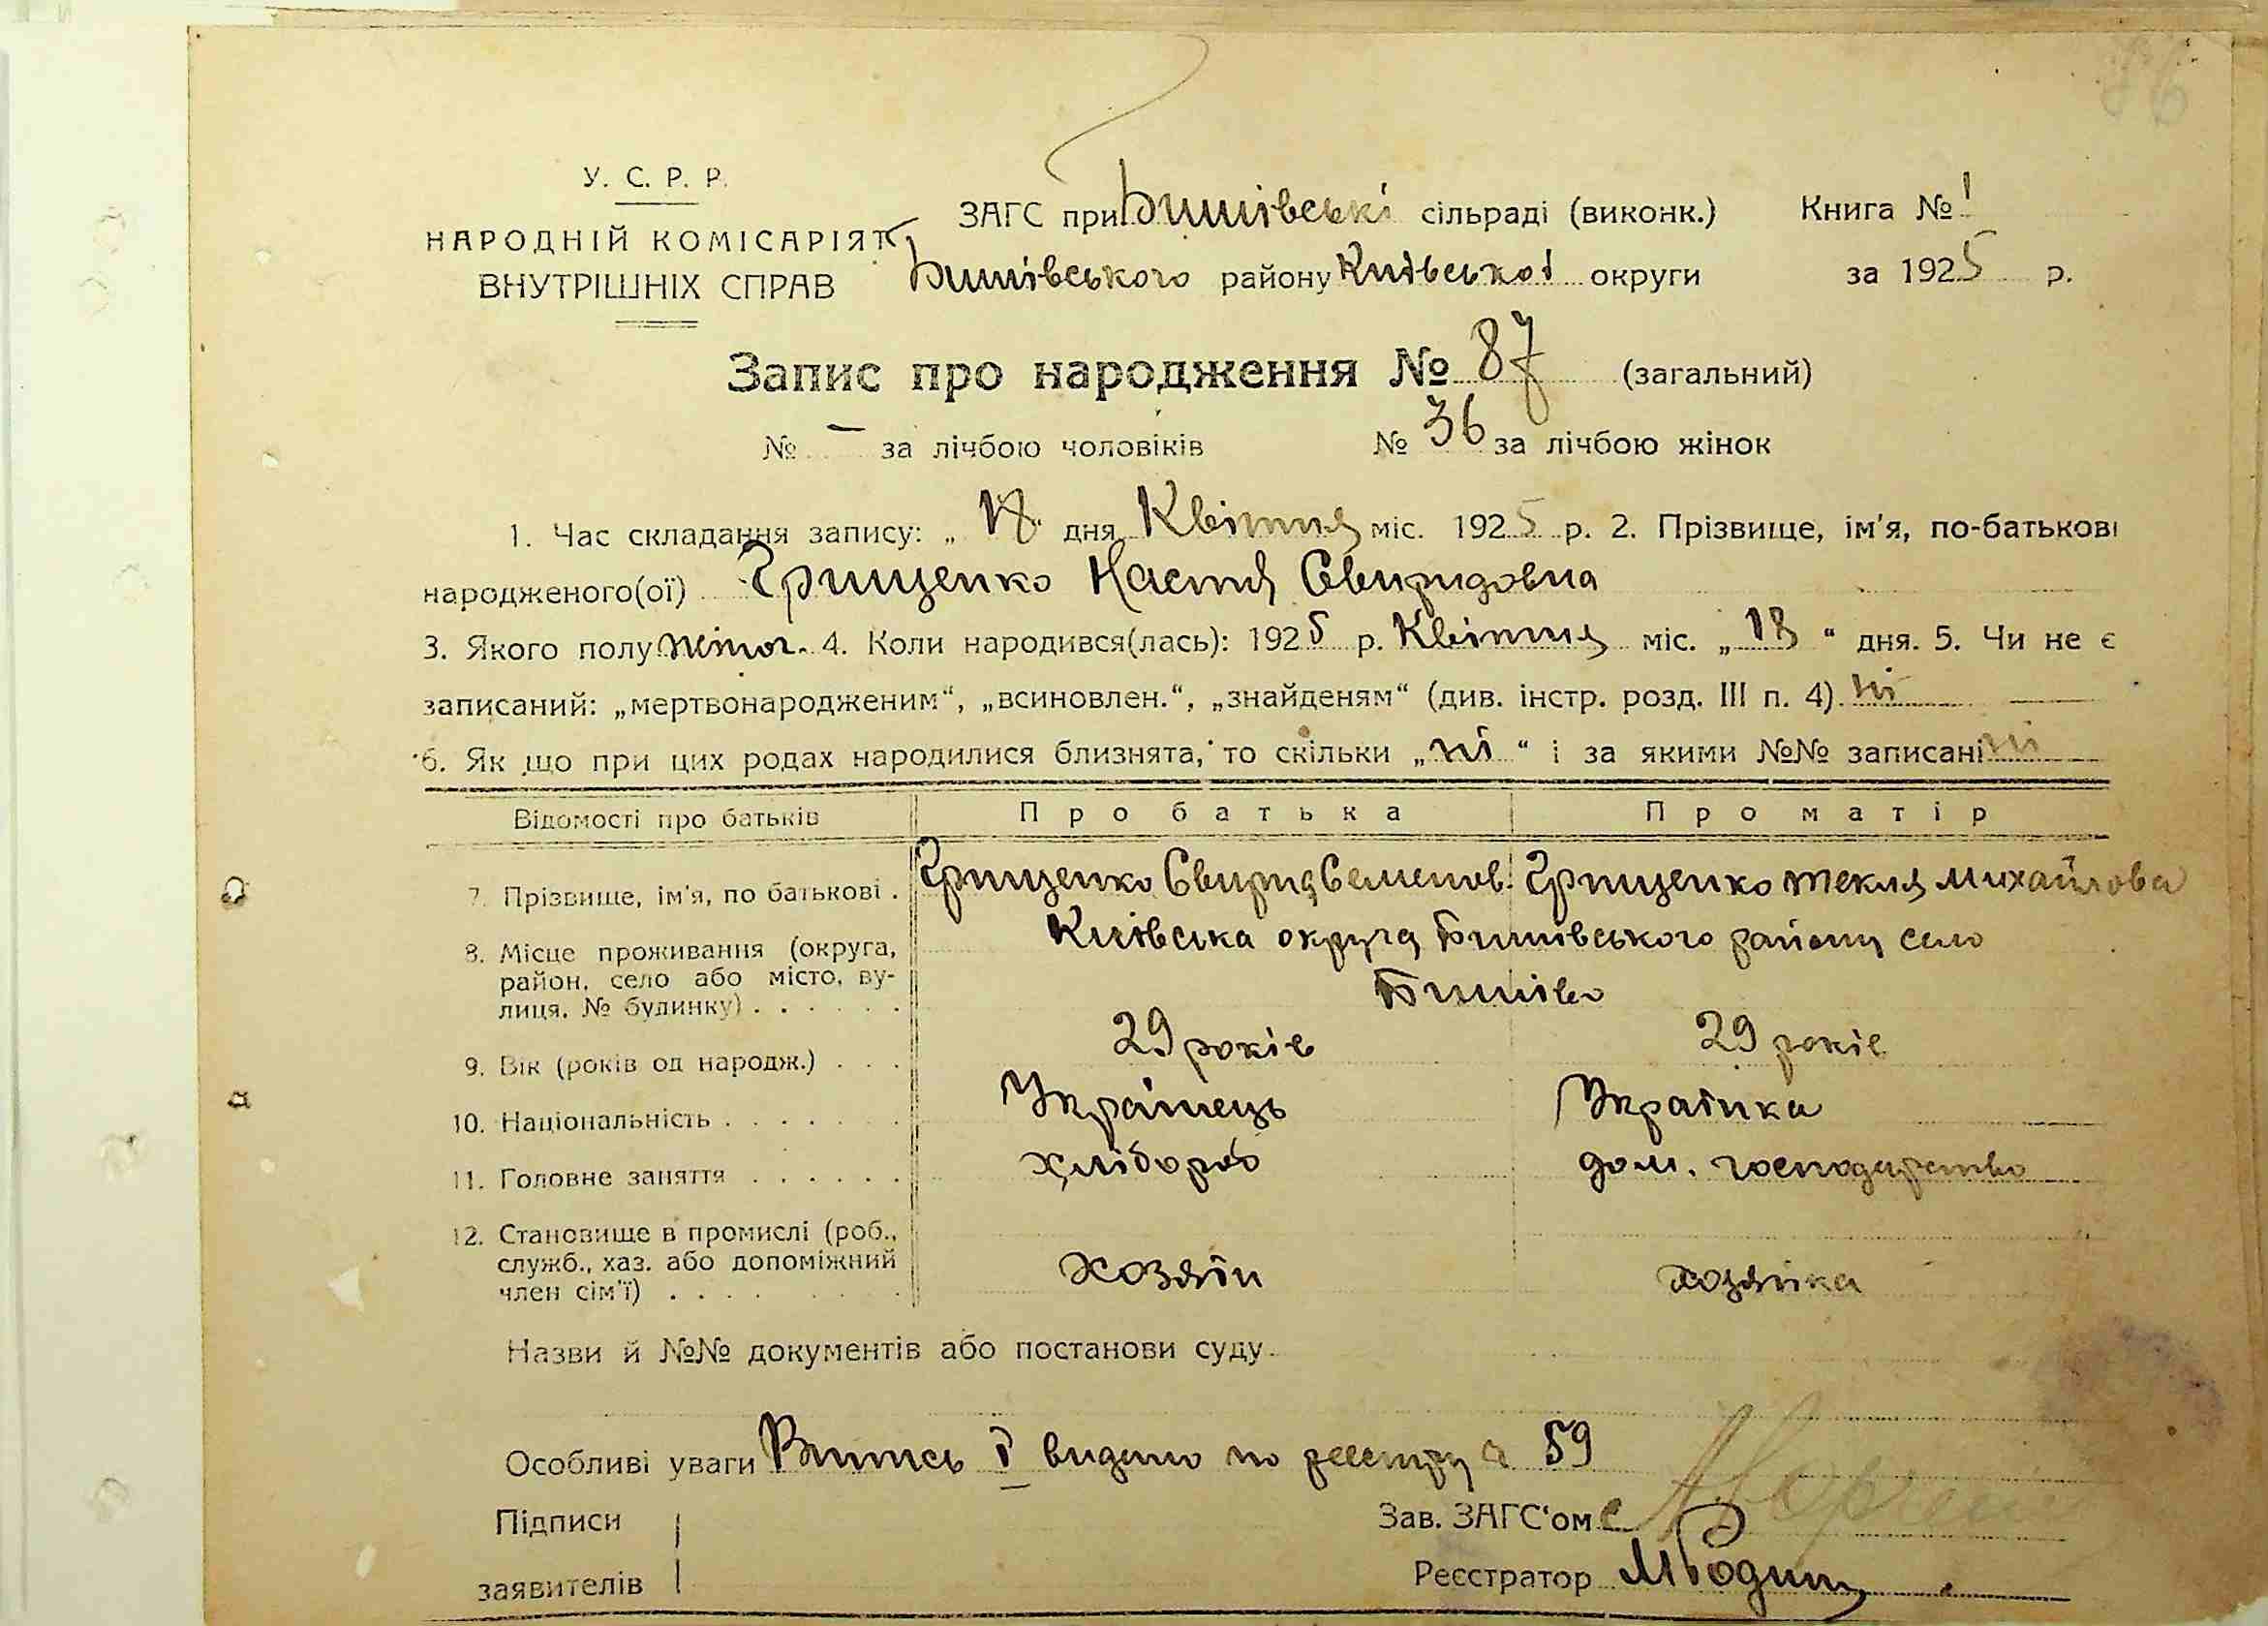 У. С. Р. Р.
НАРОДНІЙ КОМІСАРІЯТ
ВНУТРІШНІХ СПРАВ
ЗАГС при Бишівські сільраді (виконк.) Книга № 1
Бишівського району Київської округи за 1925 р.
Запис про народження № 87 (загальний)
№ — за лічбою чоловіків № 36 за лічбою жінок
1. Час складання запису: „ 18 дня Квітня міс. 1925 р. 2. Прізвище, ім'я, по-батькові
народженого(ої) Грищенко Настя Свиридовна
3. Якого полу жіноч. 4. Коли народився(лась): 1925 р. Квітня міс. „ 18 “ дня. 5. Чи не є
записаний: „мертвонародженим“, „всиновлен.“, „знайденям“ (див. інстр. розд. III п. 4). ні
6. Як що при цих родах народилися близнята, то скільки „ ні “ і за якими №№ записані ні
Відомості про батьків Про батька Про матір
7. Прізвище, ім'я, по батькові . Грищенко Свирид Семенов. Грищенко Текля Михайлова
8. Місце проживання (округа,
район, село або місто, ву-
лиця, № будинку) . . . . . .
Київська округа Бишівського району село
Бишів
9. Вік (років од народж.) . . . 29 років 29 років
10. Національність . . . . . . . Українець Українка
11. Головне заняття . . . . . . хлібороб дом. господарство
12. Становище в промислі (роб.,
служб., хаз. або допоміжний
член сім'ї) . . . .
хозяїн хозяйка
Назви й №№ документів або постанови суду
Особливі уваги Випись І видано по реєстру 59
Підписи Зав. ЗАГС'ом
заявителів Реєстратор